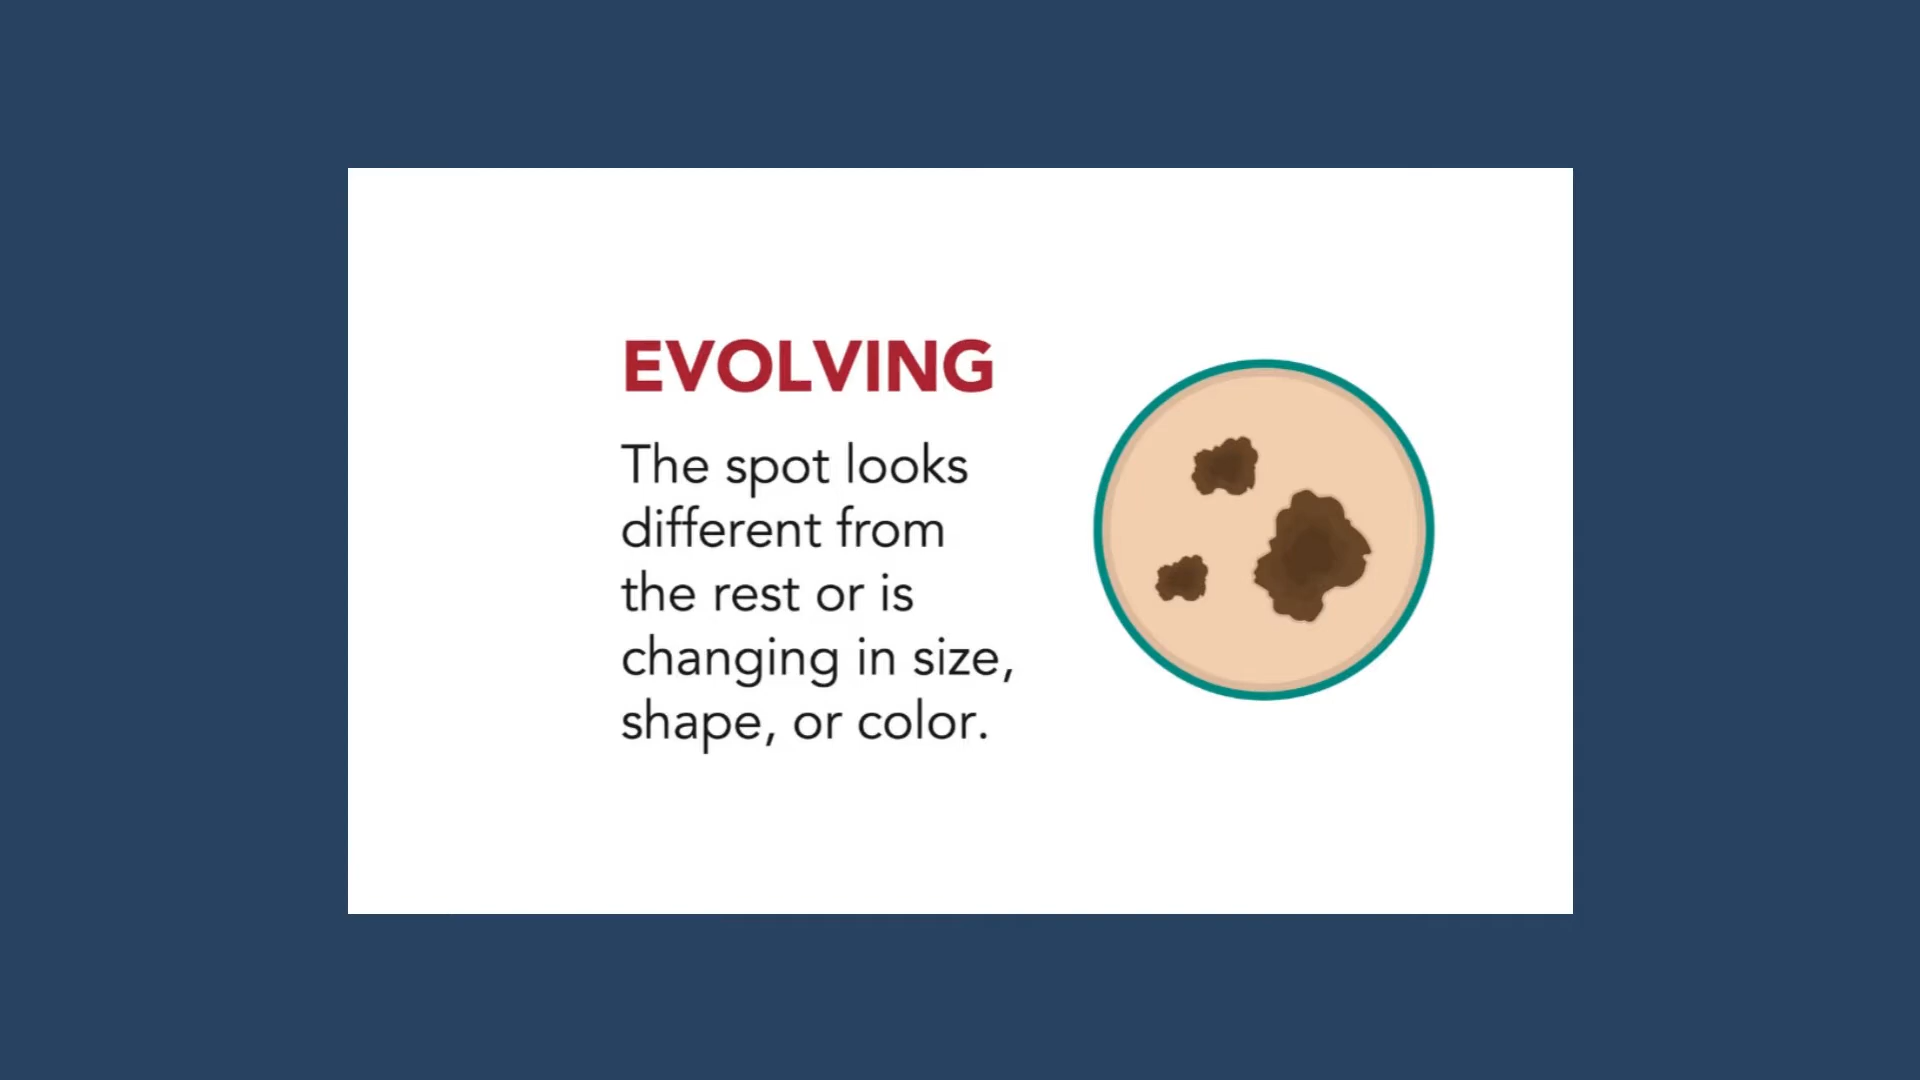 EVOLVING
The spot looks
different from
the rest or is
changing in size,
shape, or color.